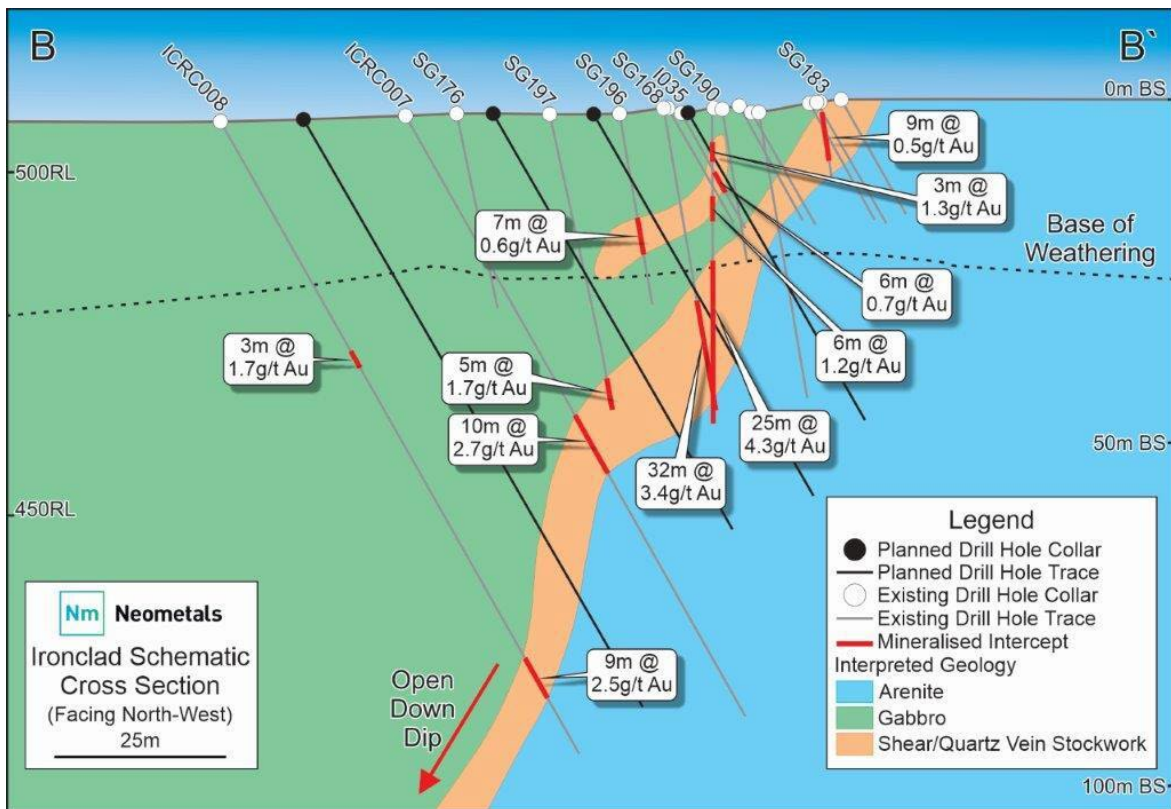 B
B`
ICRC008
ICRC007
SG176
SG197
SG196
SG168
I035
SG190
SG183
0m BS
500RL
9m @
0.5g/t Au
3m @
1.3g/t Au
7m @
0.6g/t Au
Base of
Weathering
6m @
0.7g/t Au
3m @
1.7g/t Au
6m @
1.2g/t Au
5m @
1.7g/t Au
10m @
2.7g/t Au
25m @
4.3g/t Au
32m @
3.4g/t Au
50m BS
450RL
9m @
2.5g/t Au
Open
Down
Dip
Nm Neometals
Ironclad Schematic
Cross Section
(Facing North-West)
25m
Legend
Planned Drill Hole Collar
Planned Drill Hole Trace
Existing Drill Hole Collar
Existing Drill Hole Trace
Mineralised Intercept
Interpreted Geology
Arenite
Gabbro
Shear/Quartz Vein Stockwork
100m BS